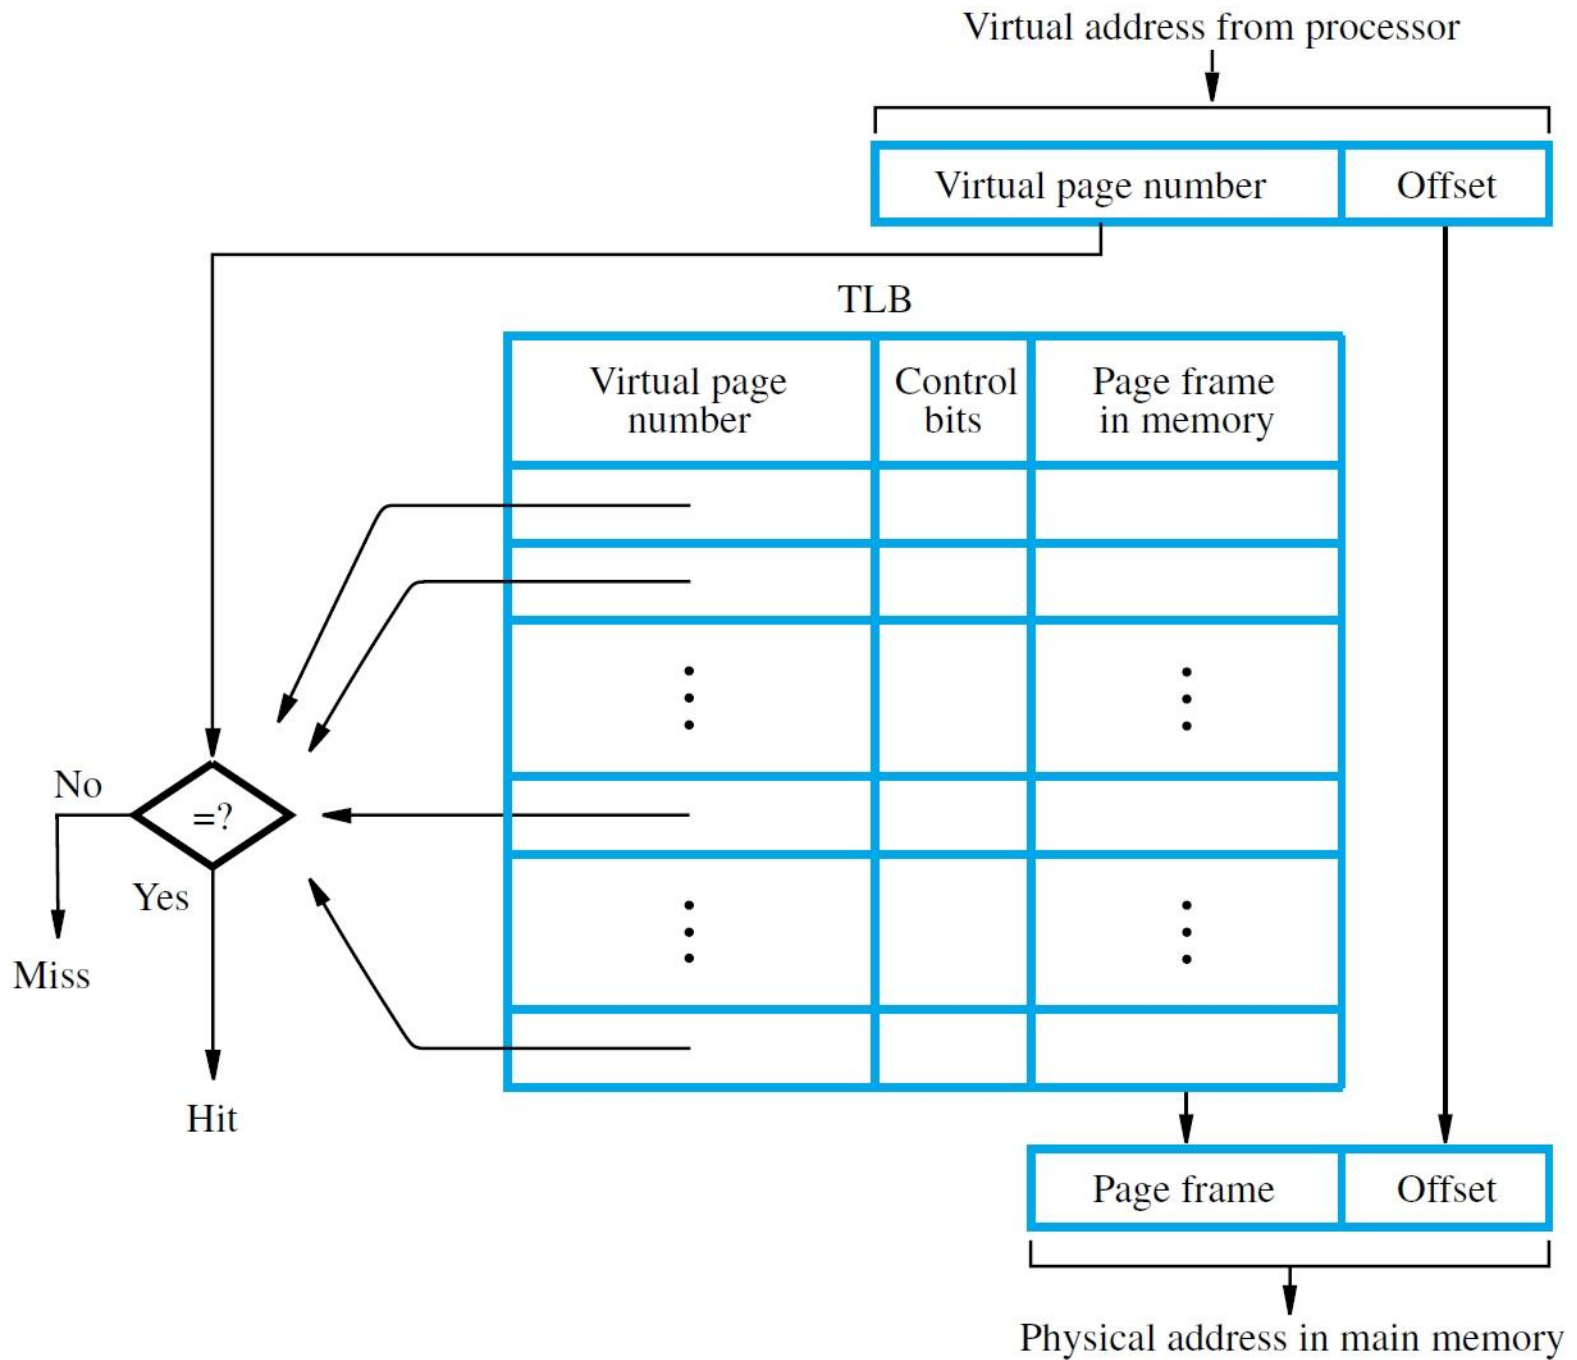 Virtual address from processor
Virtual page number
Offset
TLB
Virtual page
number
Control
bits
Page frame
in memory
No
=?
Yes
Miss
Hit
Page frame
Offset
Physical address in main memory